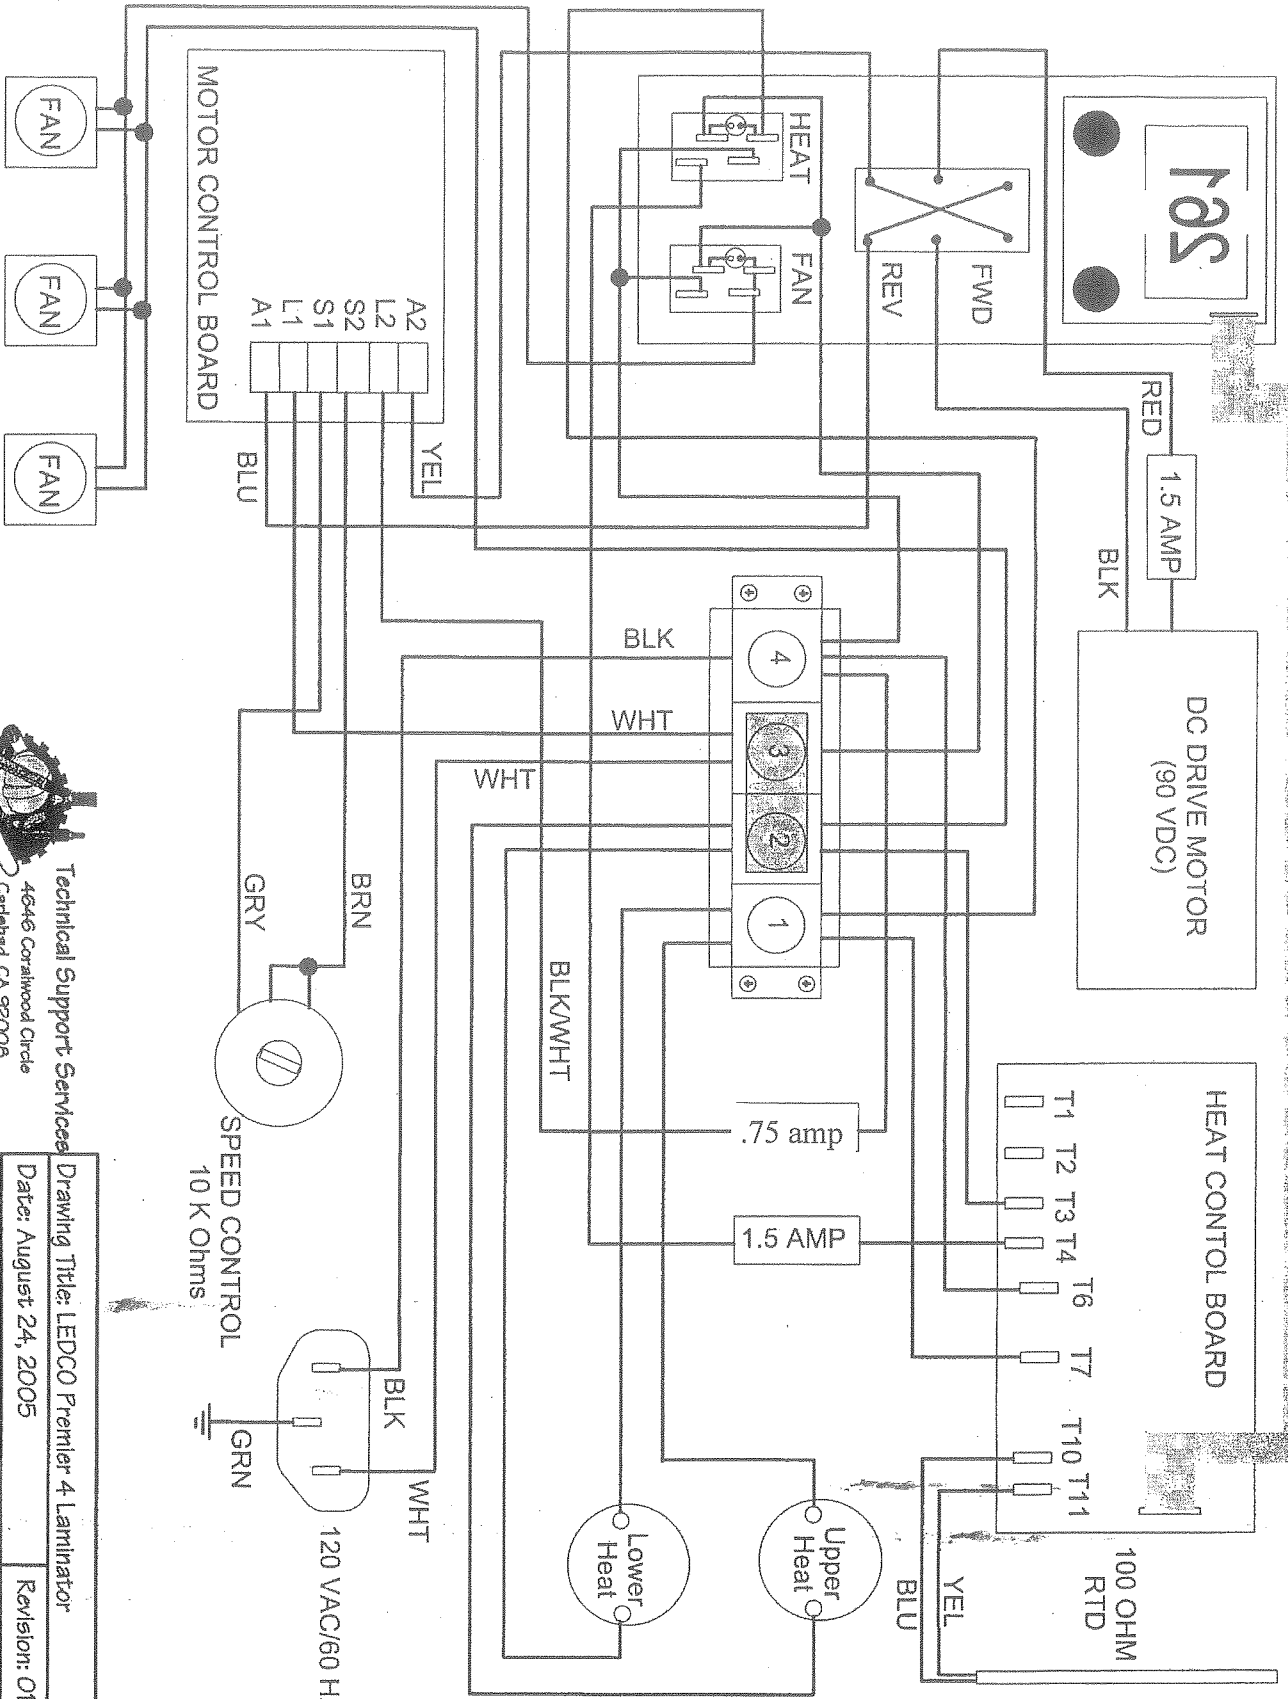 192
HEAT
FAN
FWD
REV
RED
1.5 AMP
BLK
DC DRIVE MOTOR
(90 VDC)
HEAT CONTOL BOARD
T1
T2
T3
T4
T6
T7
T10
T11
100 OHM
RTD
YEL
BLU
Upper
Heat
Lower
Heat
4
3
2
1
.75 amp
1.5 AMP
BLK
WHT
WHT
BLK/WHT
MOTOR CONTROL BOARD
A2
L2
S2
S1
L1
A1
YEL
BLU
BRN
GRY
SPEED CONTROL
10 K Ohms
BLK
WHT
GRN
120 VAC/60 H
FAN
FAN
FAN
Technical Support Services
4646 Coralwood Circle
Carlsbad, CA 92008
Drawing Title: LEDCO Premier 4 Laminator
Date: August 24, 2005
Revision: 01